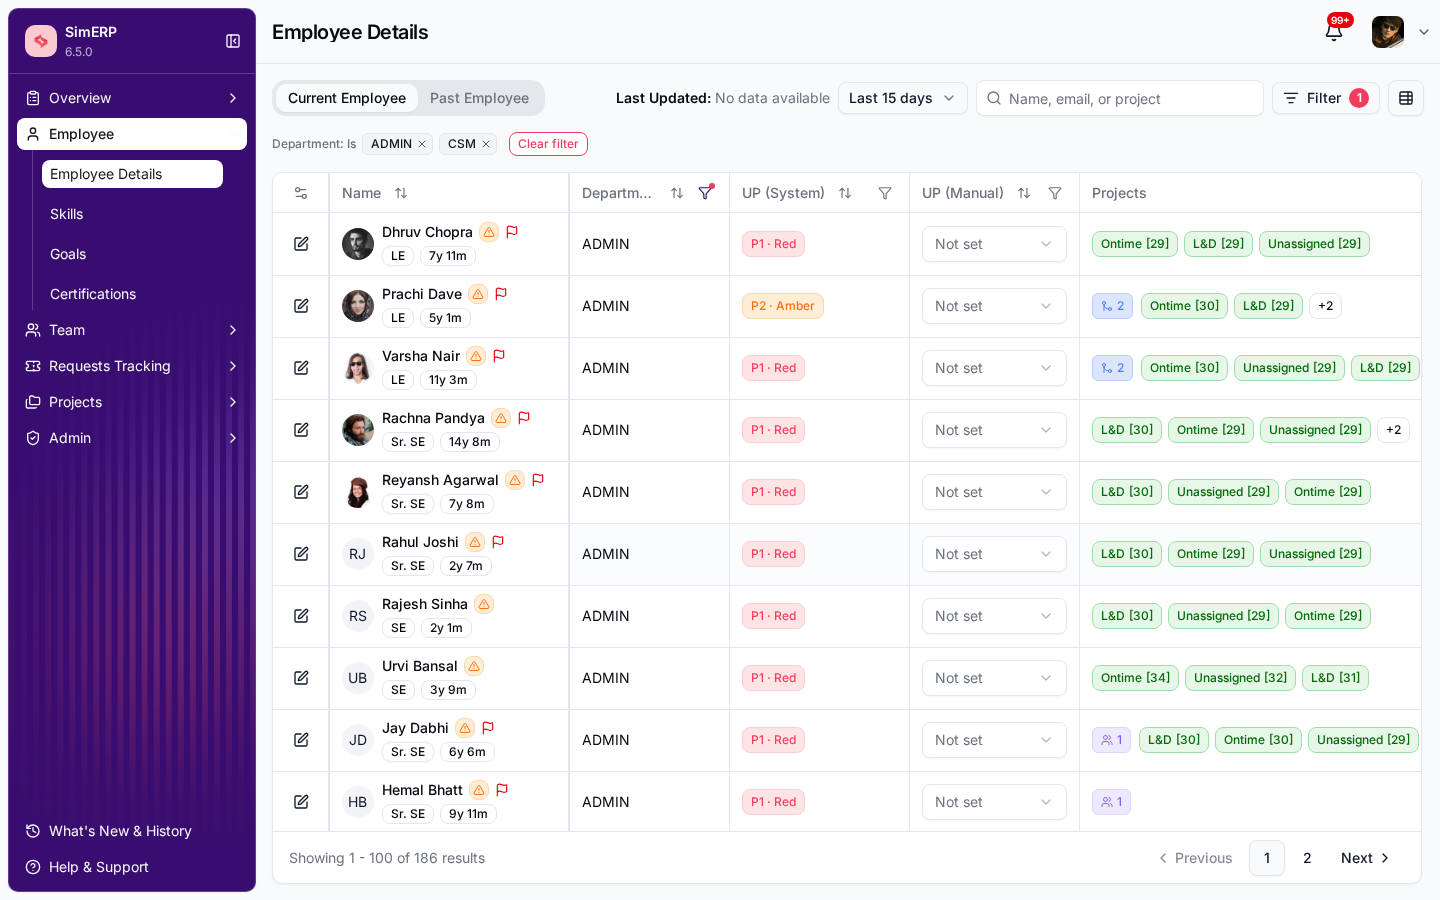 SimERP
6.5.0
Overview
Employee
Employee Details
Skills
Goals
Certifications
Team
Requests Tracking
Projects
Admin
What's New & History
Help & Support
Employee Details
99+
Current Employee Past Employee
Last Updated: No data available Last 15 days Name, email, or project Filter 1
Department: Is ADMIN CSM Clear filter
Name Departm... UP (System) UP (Manual) Projects
Dhruv Chopra
LE 7y 11m ADMIN P1 · Red Not set Ontime [29] L&D [29] Unassigned [29]
Prachi Dave
LE 5y 1m ADMIN P2 · Amber Not set 2 Ontime [30] L&D [29] +2
Varsha Nair
LE 11y 3m ADMIN P1 · Red Not set 2 Ontime [30] Unassigned [29] L&D [29]
Rachna Pandya
Sr. SE 14y 8m ADMIN P1 · Red Not set L&D [30] Ontime [29] Unassigned [29] +2
Reyansh Agarwal
Sr. SE 7y 8m ADMIN P1 · Red Not set L&D [30] Unassigned [29] Ontime [29]
RJ Rahul Joshi
Sr. SE 2y 7m ADMIN P1 · Red Not set L&D [30] Ontime [29] Unassigned [29]
RS Rajesh Sinha
SE 2y 1m ADMIN P1 · Red Not set L&D [30] Unassigned [29] Ontime [29]
UB Urvi Bansal
SE 3y 9m ADMIN P1 · Red Not set Ontime [34] Unassigned [32] L&D [31]
JD Jay Dabhi
Sr. SE 6y 6m ADMIN P1 · Red Not set 1 L&D [30] Ontime [30] Unassigned [29]
HB Hemal Bhatt
Sr. SE 9y 11m ADMIN P1 · Red Not set 1
Showing 1 - 100 of 186 results Previous 1 2 Next